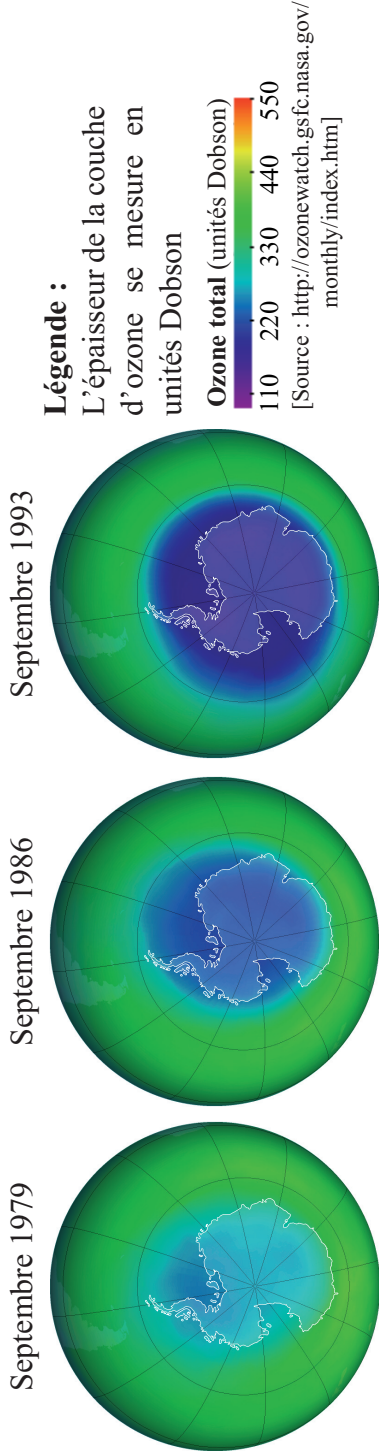 Septembre 1979
Septembre 1986
Septembre 1993
Légende :
L'épaisseur de la couche
d'ozone se mesure en
unités Dobson
Ozone total (unités Dobson)
110 220 330 440 550
[Source : http://ozonewatch.gsfc.nasa.gov/
monthly/index.htm]